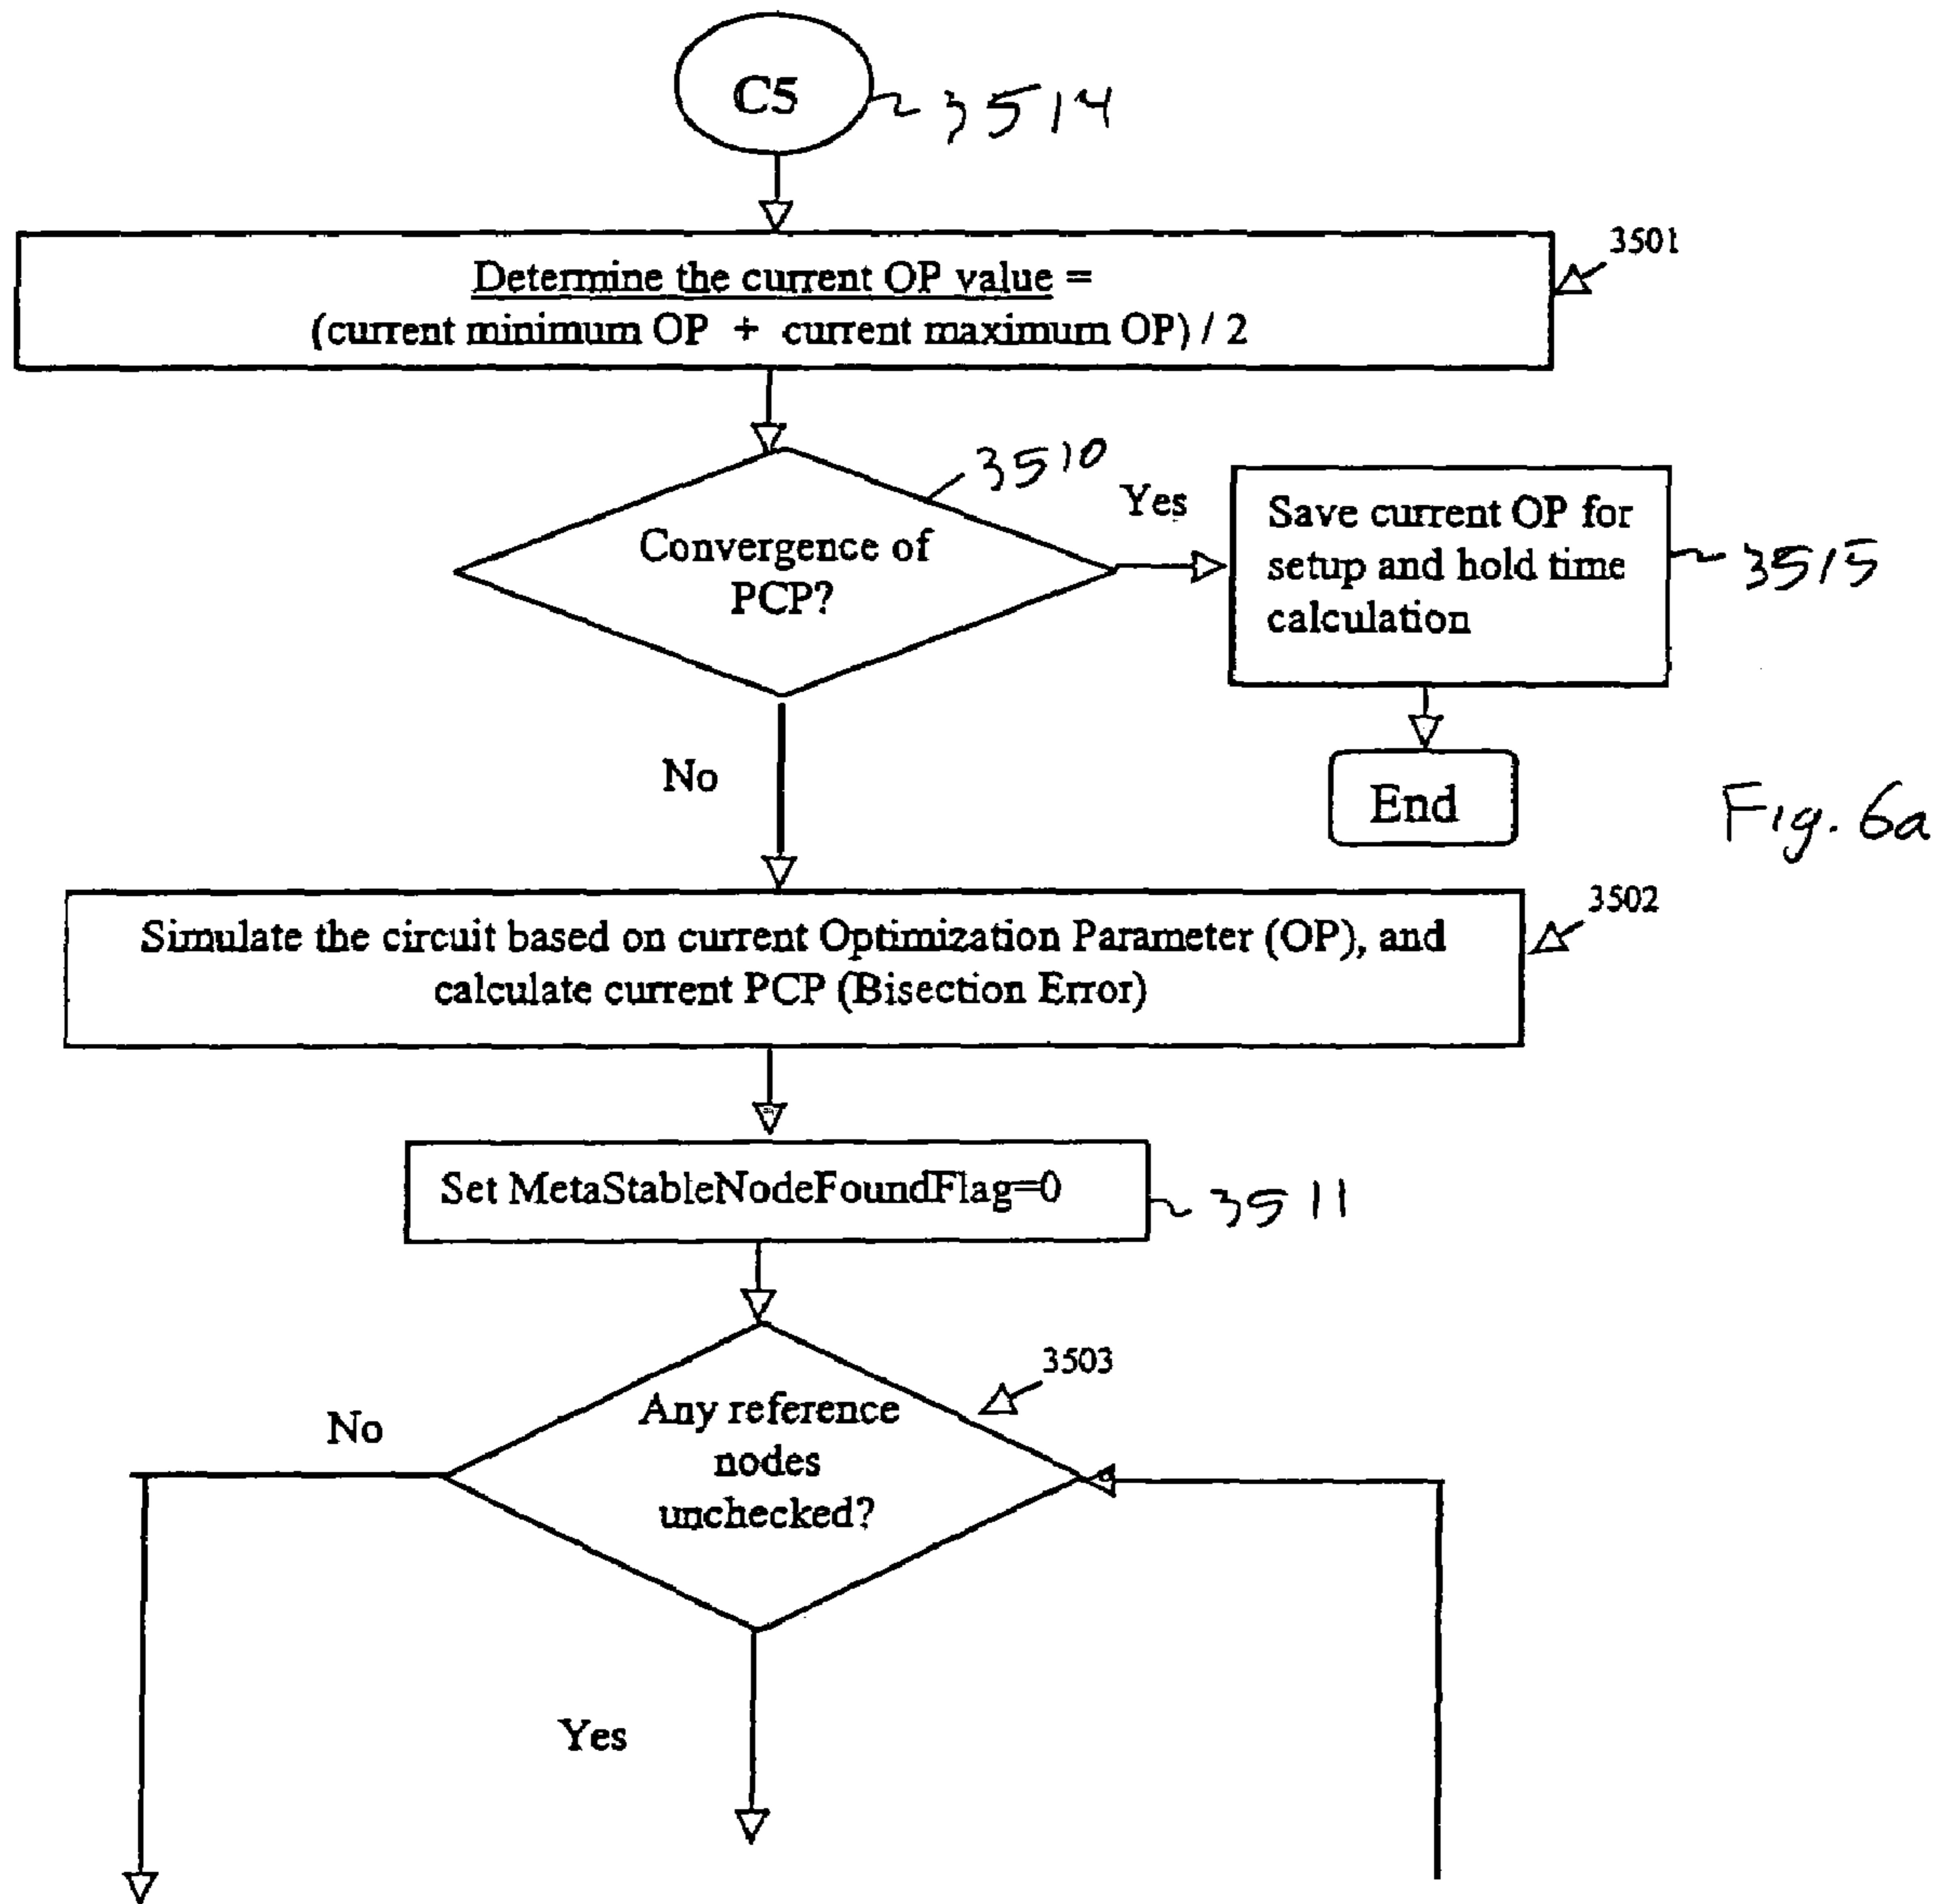 C5
3514
3501
Determine the current OP value =
(current minimum OP + current maximum OP) / 2
3510
Convergence of
PCP?
Yes
Save current OP for
setup and hold time
calculation
3515
No
End
Fig. 6a
3502
Simulate the circuit based on current Optimization Parameter (OP), and
calculate current PCP (Bisection Error)
Set MetaStableNodeFoundFlag=0
3511
3503
Any reference
nodes
unchecked?
No
Yes